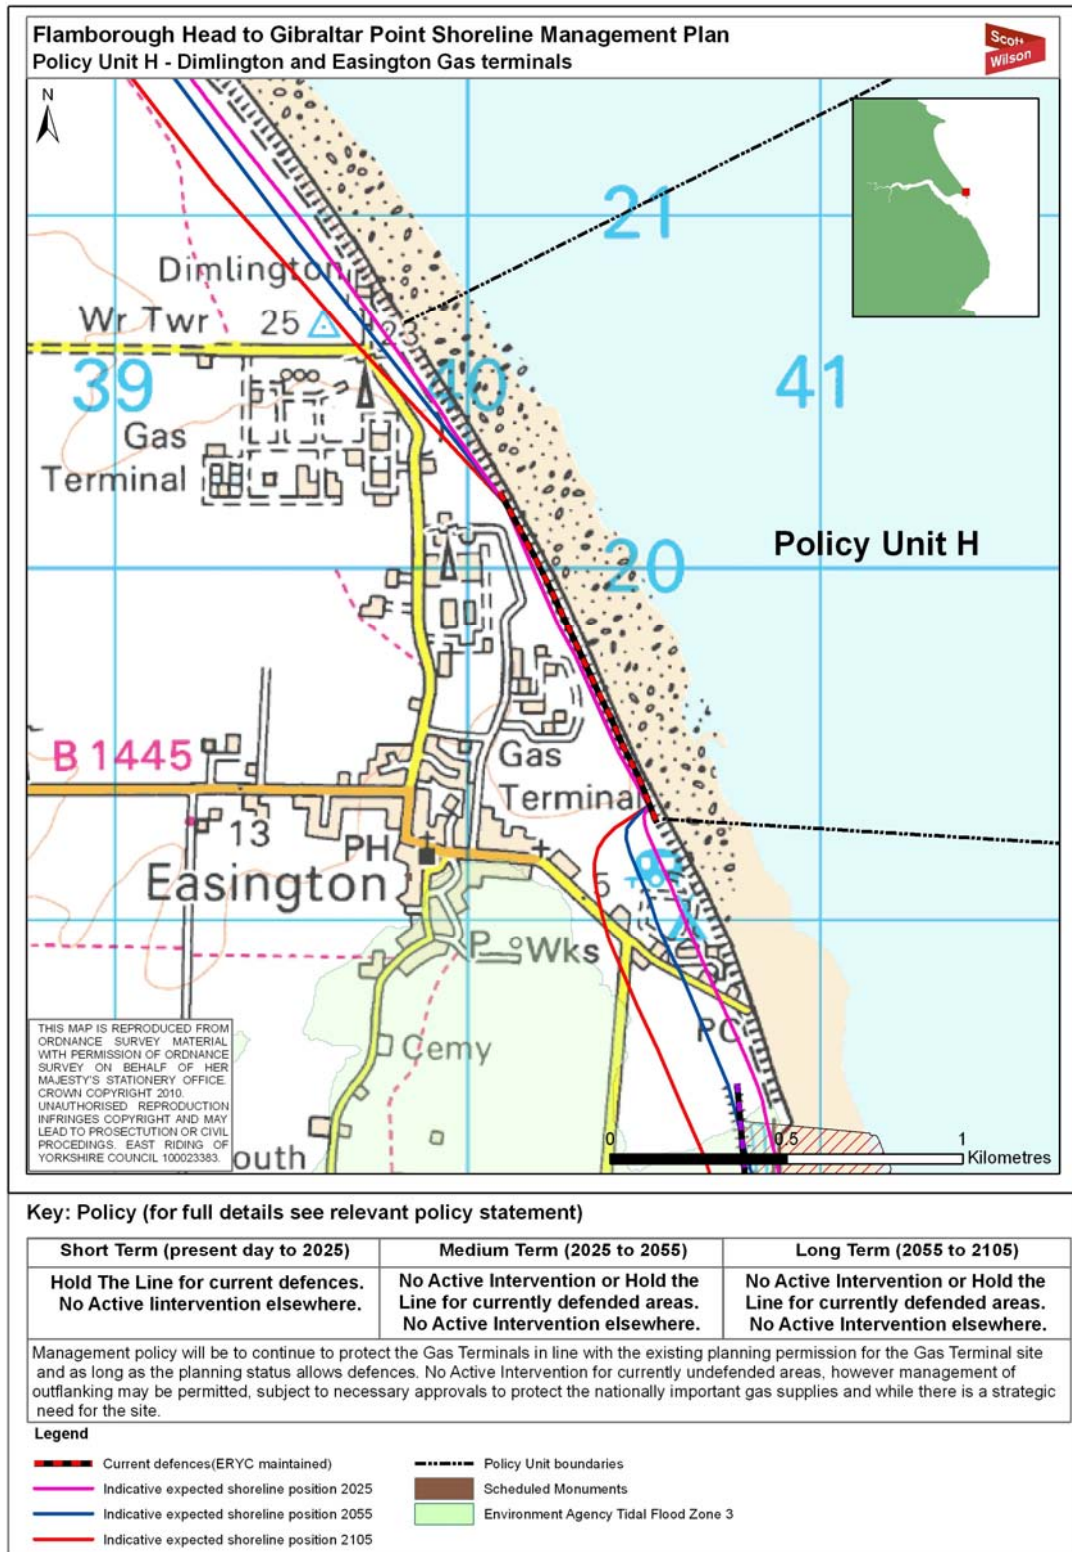 Flamborough Head to Gibraltar Point Shoreline Management Plan
Policy Unit H - Dimlington and Easington Gas terminals
Scott
Wilson
N
21
Dimlington
Wr Twr
25
23
39
40
41
Gas
Terminal
20
Policy Unit H
B 1445
Gas
Terminal
13
PH
Easington
5
P
Wks
PC
Cemy
THIS MAP IS REPRODUCED FROM
ORDNANCE SURVEY MATERIAL
WITH PERMISSION OF ORDNANCE
SURVEY ON BEHALF OF HER
MAJESTY'S STATIONERY OFFICE.
CROWN COPYRIGHT 2010.
UNAUTHORISED REPRODUCTION
INFRINGES COPYRIGHT AND MAY
LEAD TO PROSECTUTION OR CIVIL
PROCEDINGS. EAST RIDING OF
YORKSHIRE COUNCIL 100023383.
outh
0 0.5 1
Kilometres
Key: Policy (for full details see relevant policy statement)
Short Term (present day to 2025)
Medium Term (2025 to 2055)
Long Term (2055 to 2105)
Hold The Line for current defences.
No Active Iintervention elsewhere.
No Active Intervention or Hold the
Line for currently defended areas.
No Active Intervention elsewhere.
No Active Intervention or Hold the
Line for currently defended areas.
No Active Intervention elsewhere.
Management policy will be to continue to protect the Gas Terminals in line with the existing planning permission for the Gas Terminal site
and as long as the planning status allows defences. No Active Intervention for currently undefended areas, however management of
outflanking may be permitted, subject to necessary approvals to protect the nationally important gas supplies and while there is a strategic
need for the site.
Legend
Current defences(ERYC maintained)
Indicative expected shoreline position 2025
Indicative expected shoreline position 2055
Indicative expected shoreline position 2105
Policy Unit boundaries
Scheduled Monuments
Environment Agency Tidal Flood Zone 3